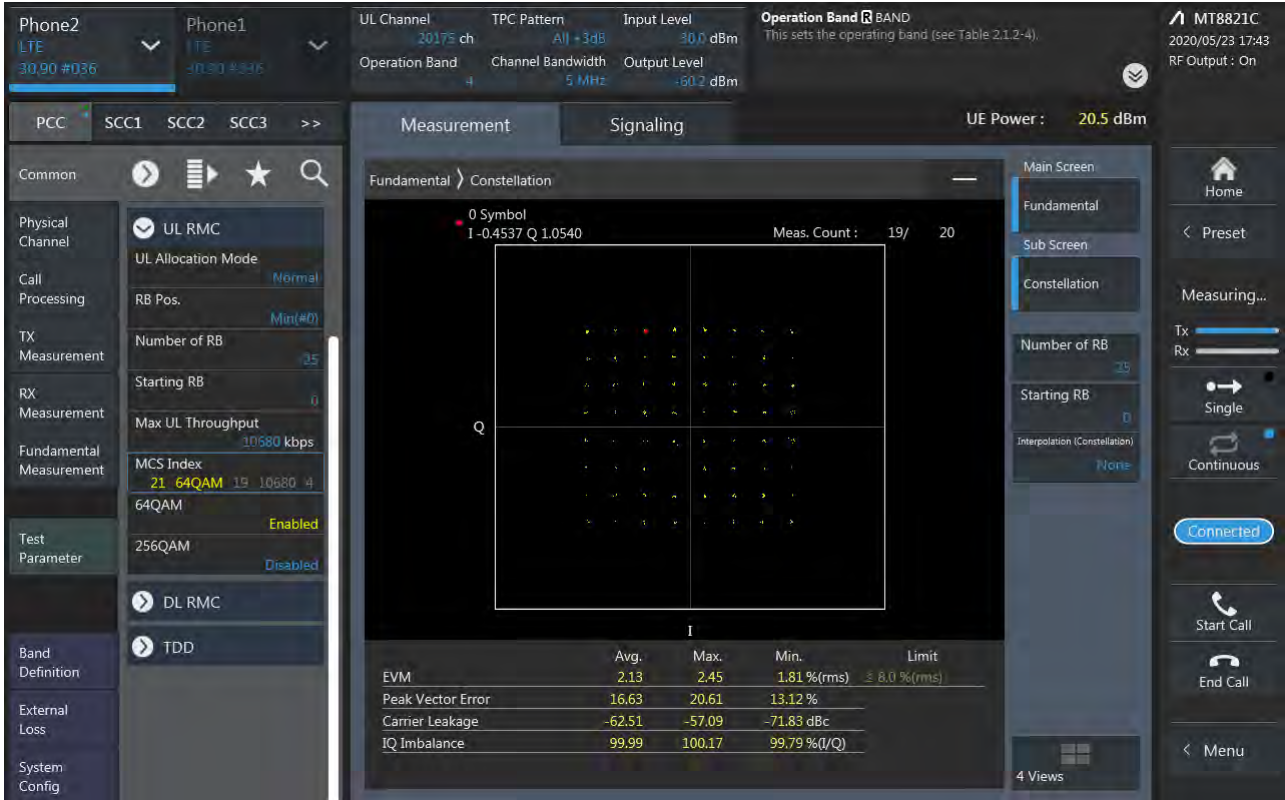 Phone2
LTE
30.90 #036
Phone1
LTE
30.90 #036
UL Channel
20175 ch
TPC Pattern
All +3dB
Input Level
30.0 dBm
Operation Band
4
Channel Bandwidth
5 MHz
Output Level
-60.2 dBm
Operation Band R BAND
This sets the operating band (see Table 2.1.2-4).
MT8821C
2020/05/23 17:43
RF Output : On
PCC SCC1 SCC2 SCC3 >>
Measurement
Signaling
UE Power : 20.5 dBm
Common
Physical
Channel
Call
Processing
TX
Measurement
RX
Measurement
Fundamental
Measurement
Test
Parameter
Band
Definition
External
Loss
System
Config
UL RMC
UL Allocation Mode
Normal
RB Pos.
Min(#0)
Number of RB
25
Starting RB
0
Max UL Throughput
10680 kbps
MCS Index
21 64QAM 19 10680 4
64QAM
Enabled
256QAM
Disabled
DL RMC
TDD
Fundamental 〉 Constellation
0 Symbol
I -0.4537 Q 1.0540
Meas. Count : 19/ 20
Q
I
Avg. Max. Min. Limit
EVM 2.13 2.45 1.81 %(rms) ≤ 8.0 %(rms)
Peak Vector Error 16.63 20.61 13.12 %
Carrier Leakage -62.51 -57.09 -71.83 dBc
IQ Imbalance 99.99 100.17 99.79 %(I/Q)
Main Screen
Fundamental
Sub Screen
Constellation
Number of RB
25
Starting RB
0
Interpolation (Constellation)
None
4 Views
Home
< Preset
Measuring...
Tx
Rx
Single
Continuous
Connected
Start Call
End Call
< Menu